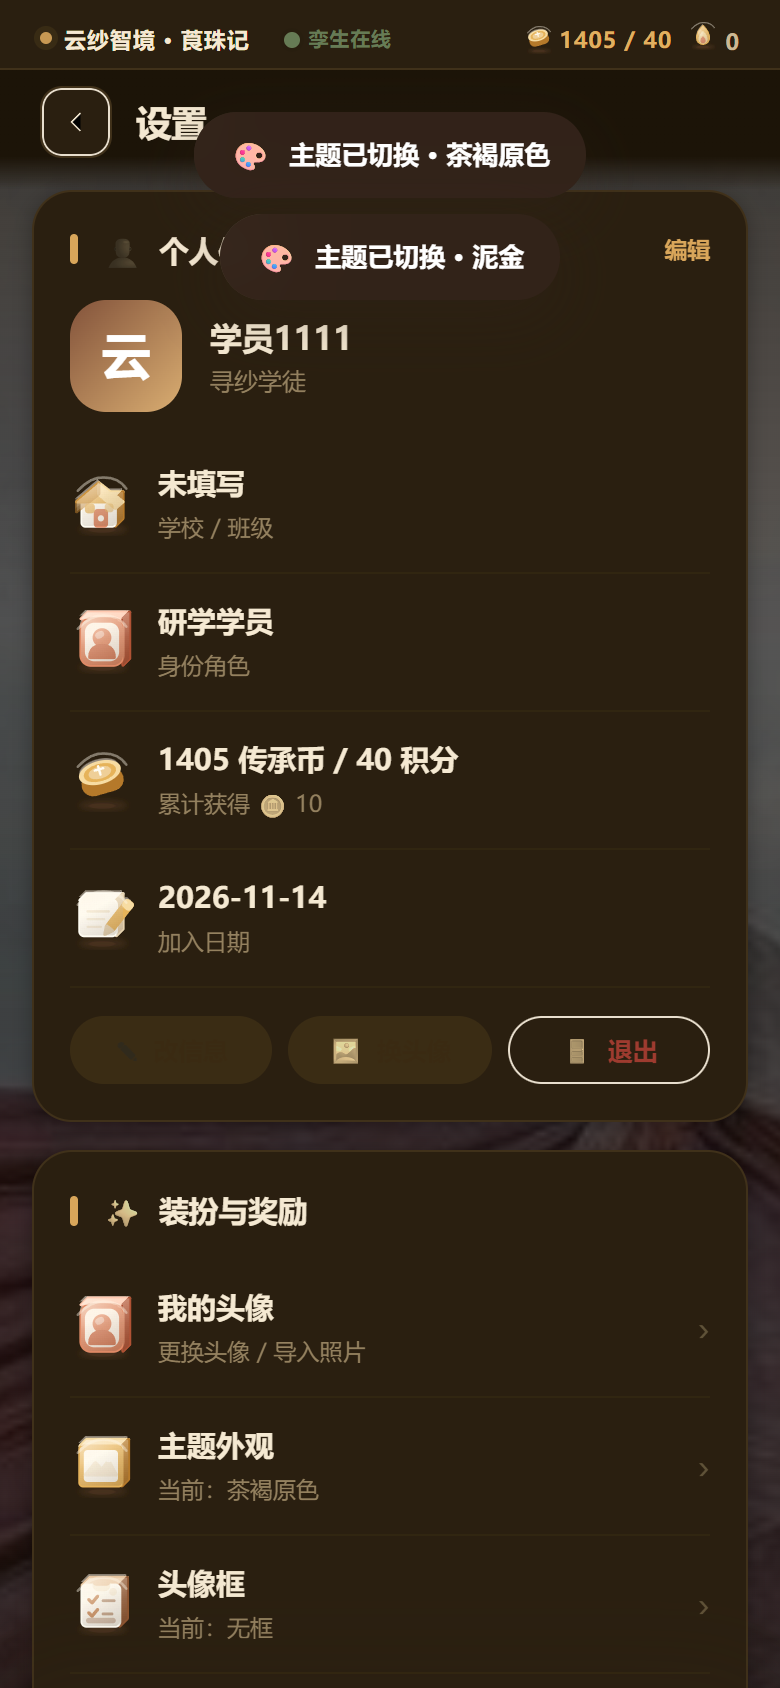 云纱智境·莨珠记
孪生在线
1405 / 40
0
设置
主题已切换·茶褐原色
个人
编辑
主题已切换·泥金
云
学员1111
寻纱学徒
未填写
学校 / 班级
研学学员
身份角色
1405 传承币 / 40 积分
累计获得 10
2026-11-14
加入日期
退出
装扮与奖励
我的头像
更换头像 / 导入照片
主题外观
当前：茶褐原色
头像框
当前：无框